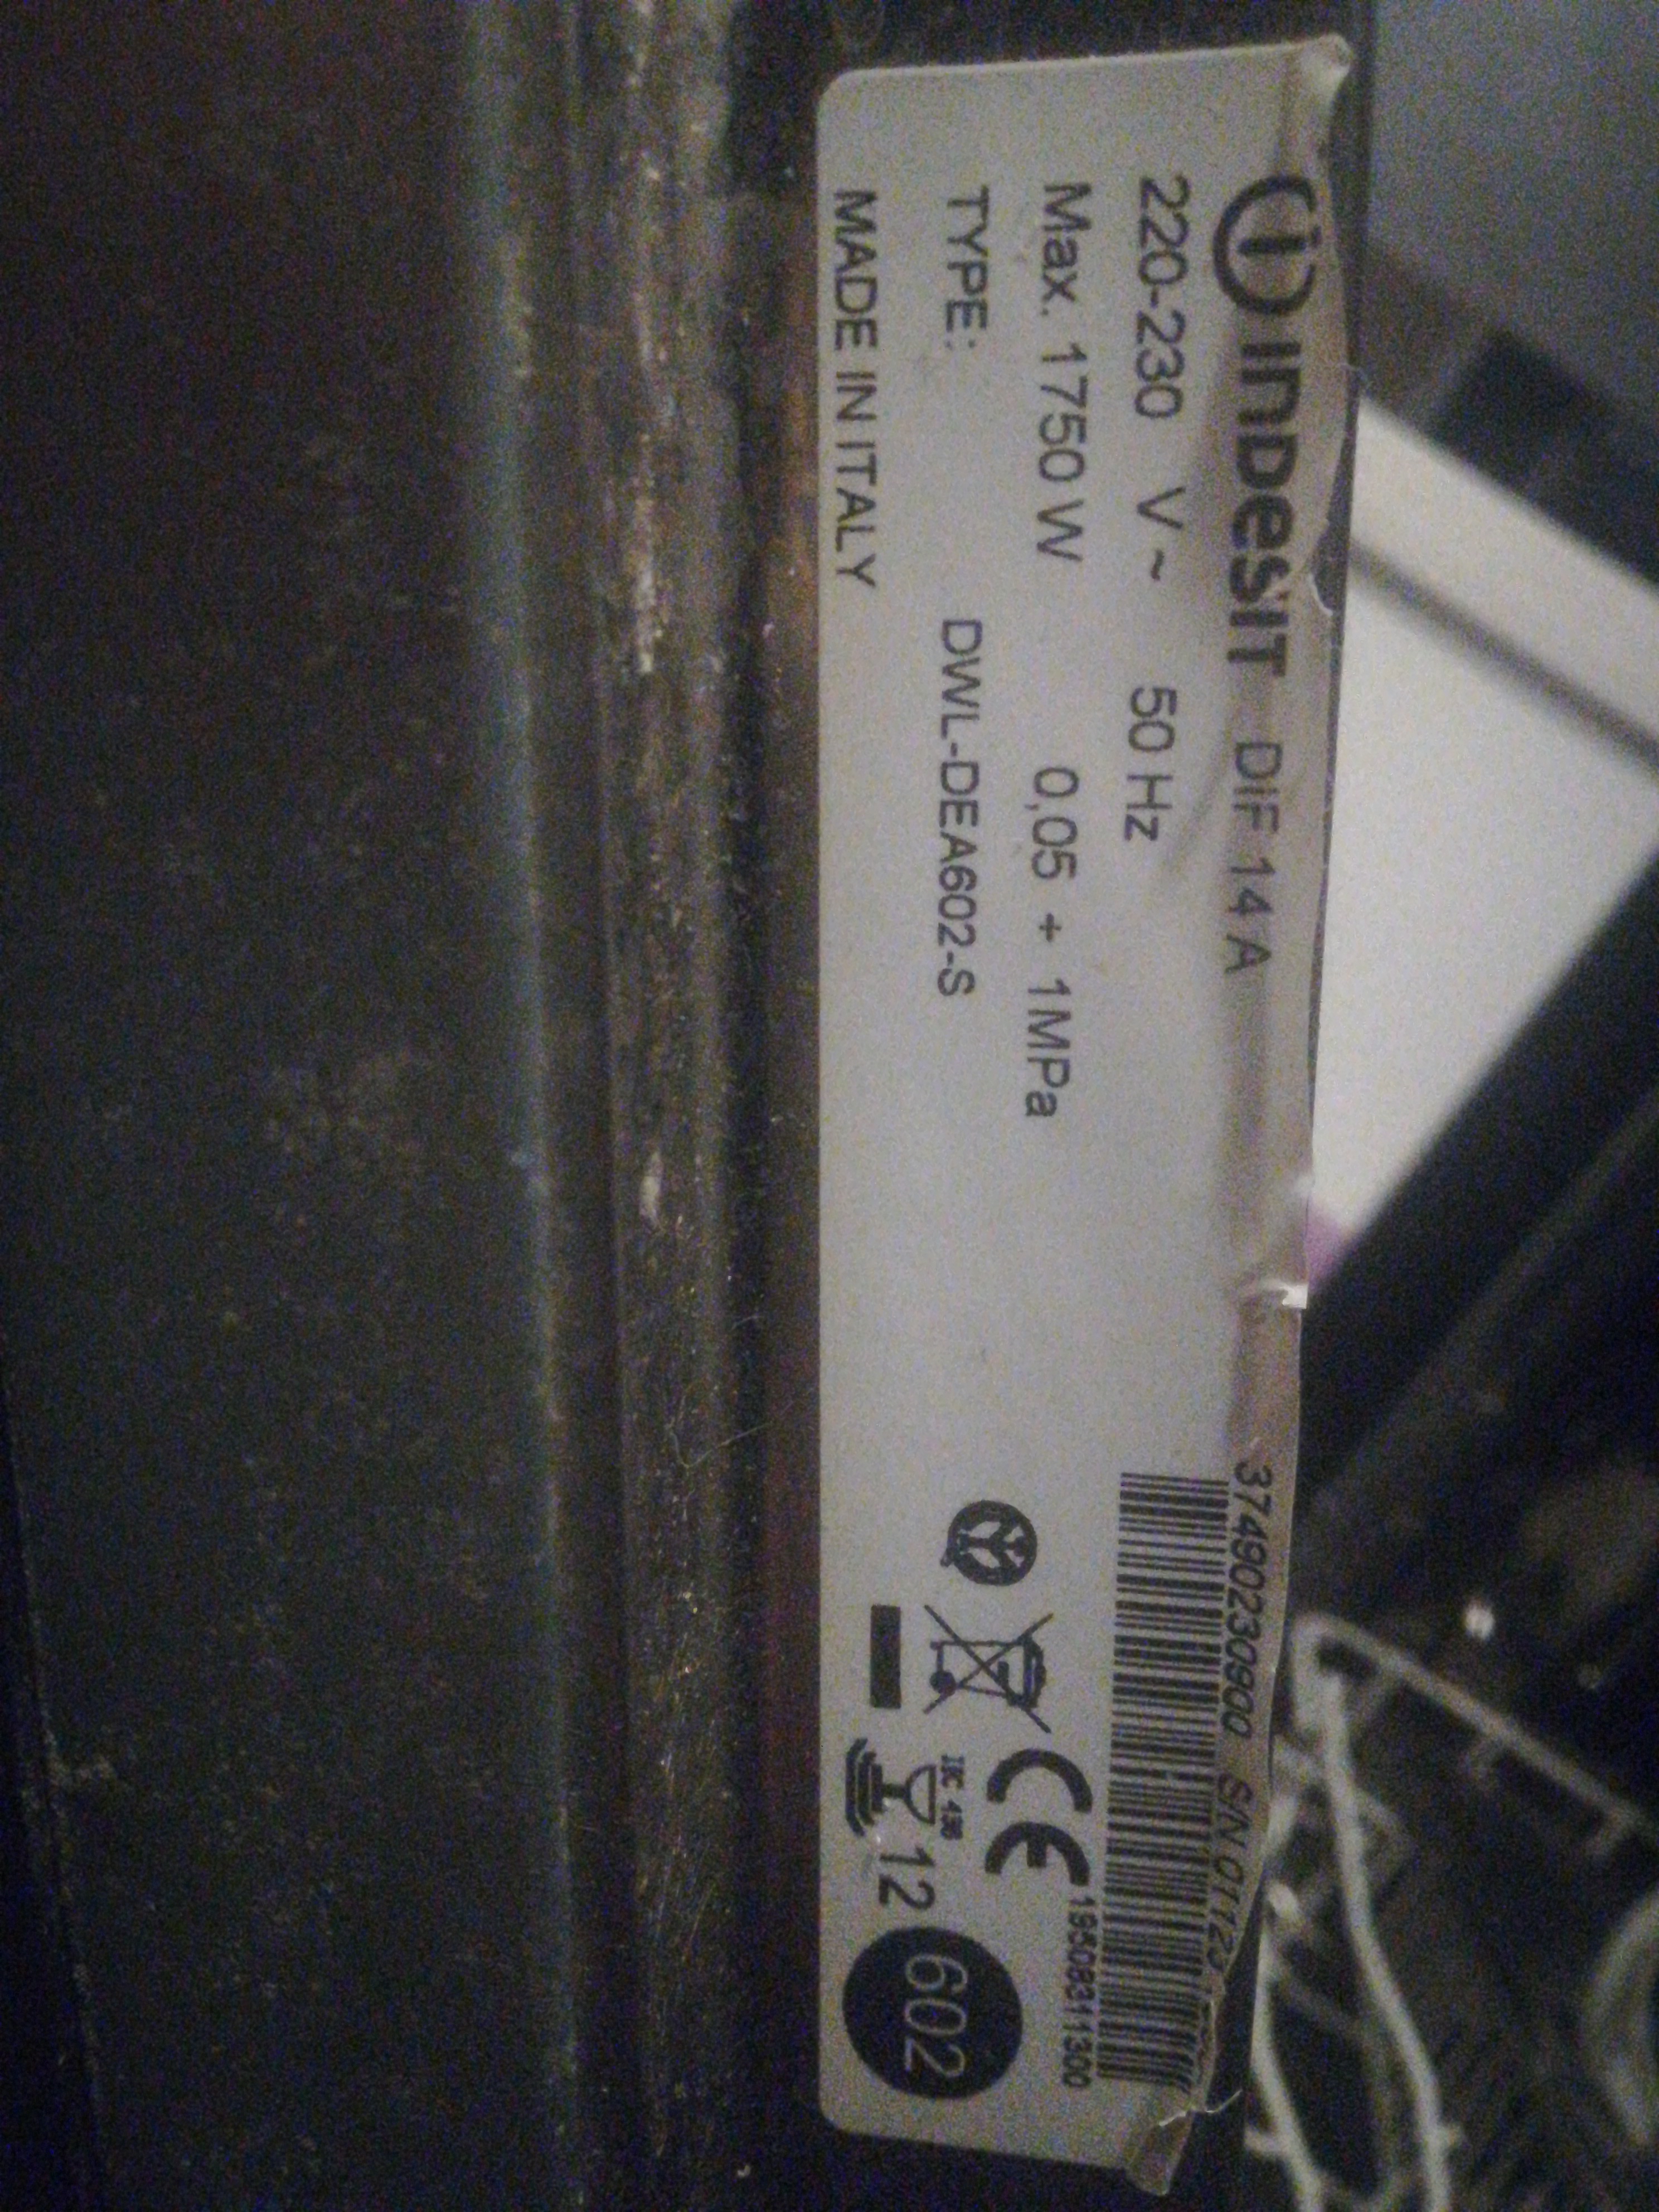 indesit DIF 14 A
37490230900 S/N
220-230 V ~ 50 Hz
Max. 1750 W 0,05 ÷ 1MPa
19508311300
TYPE: DWL-DEA602-S
CE
12
602
MADE IN ITALY